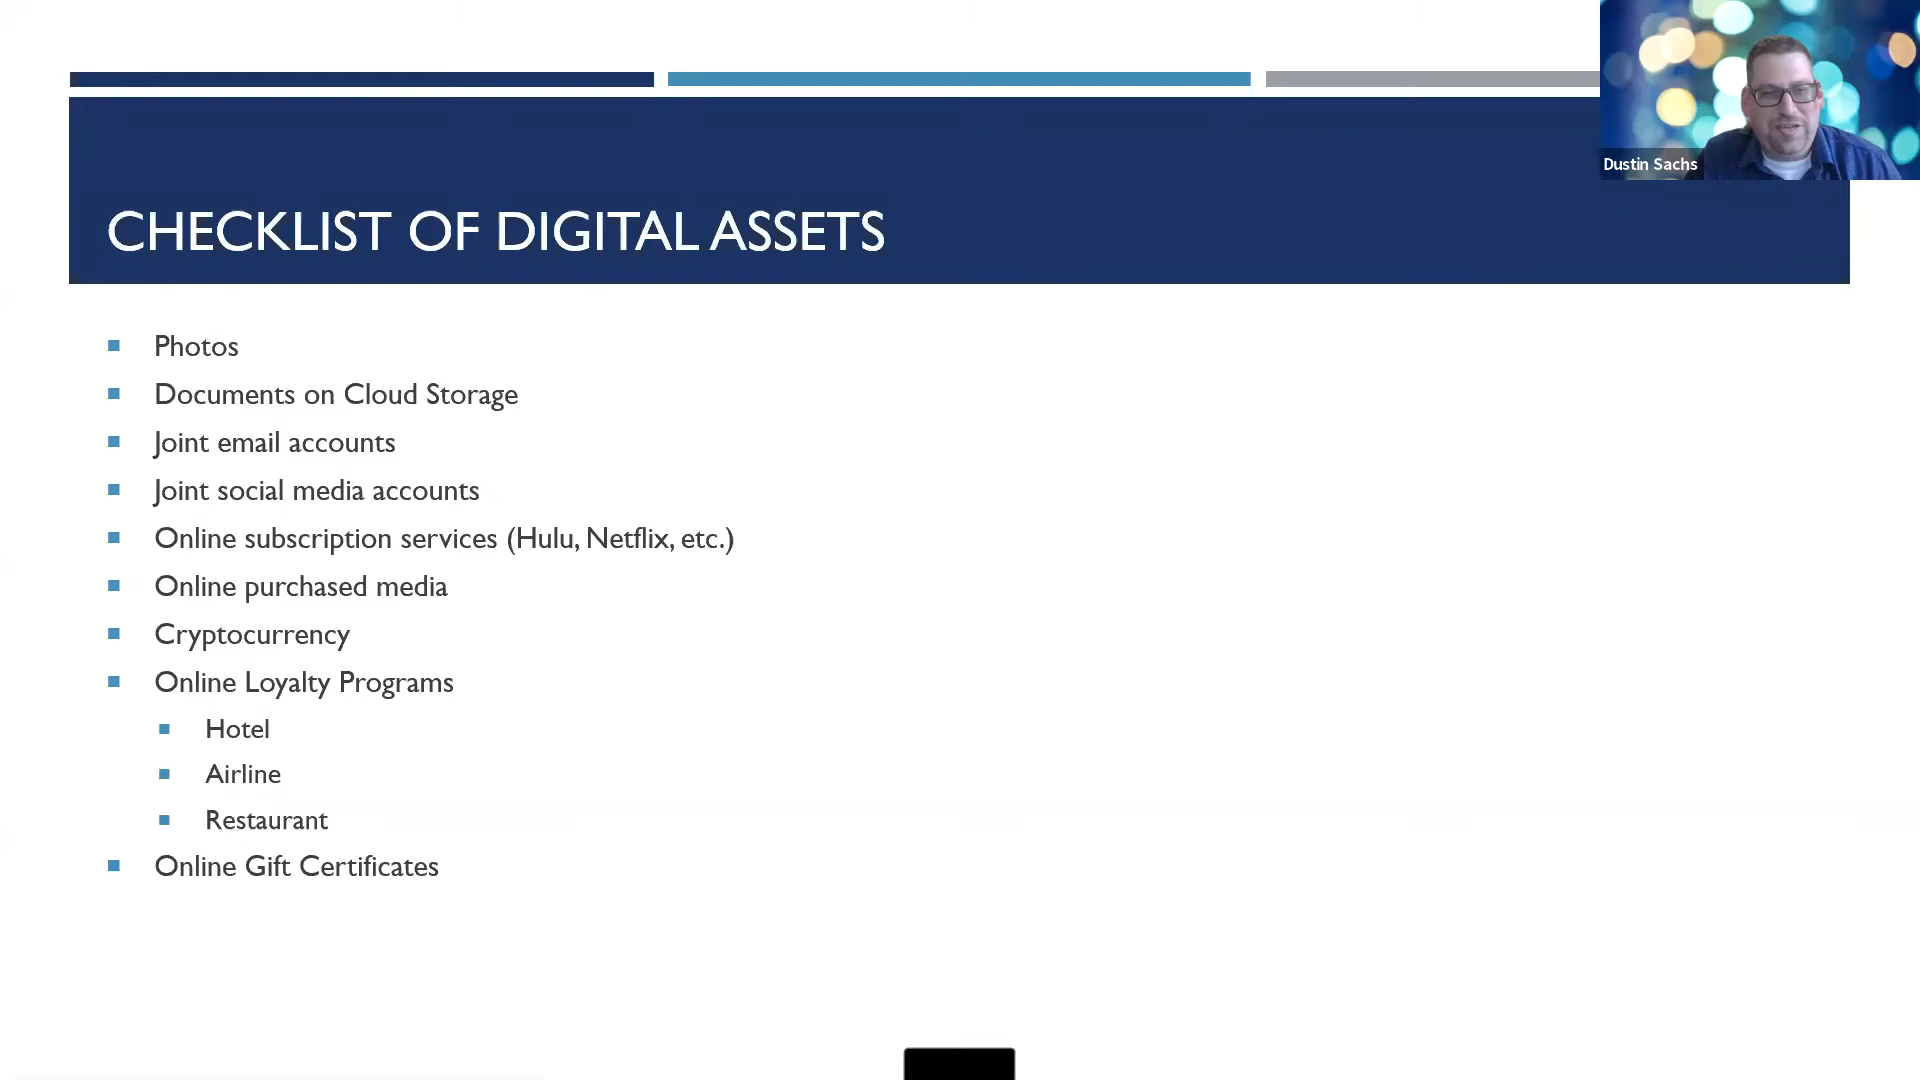 Dustin Sachs
CHECKLIST OF DIGITAL ASSETS
Photos
Documents on Cloud Storage
Joint email accounts
Joint social media accounts
Online subscription services (Hulu, Netflix, etc.)
Online purchased media
Cryptocurrency
Online Loyalty Programs
Hotel
Airline
Restaurant
Online Gift Certificates